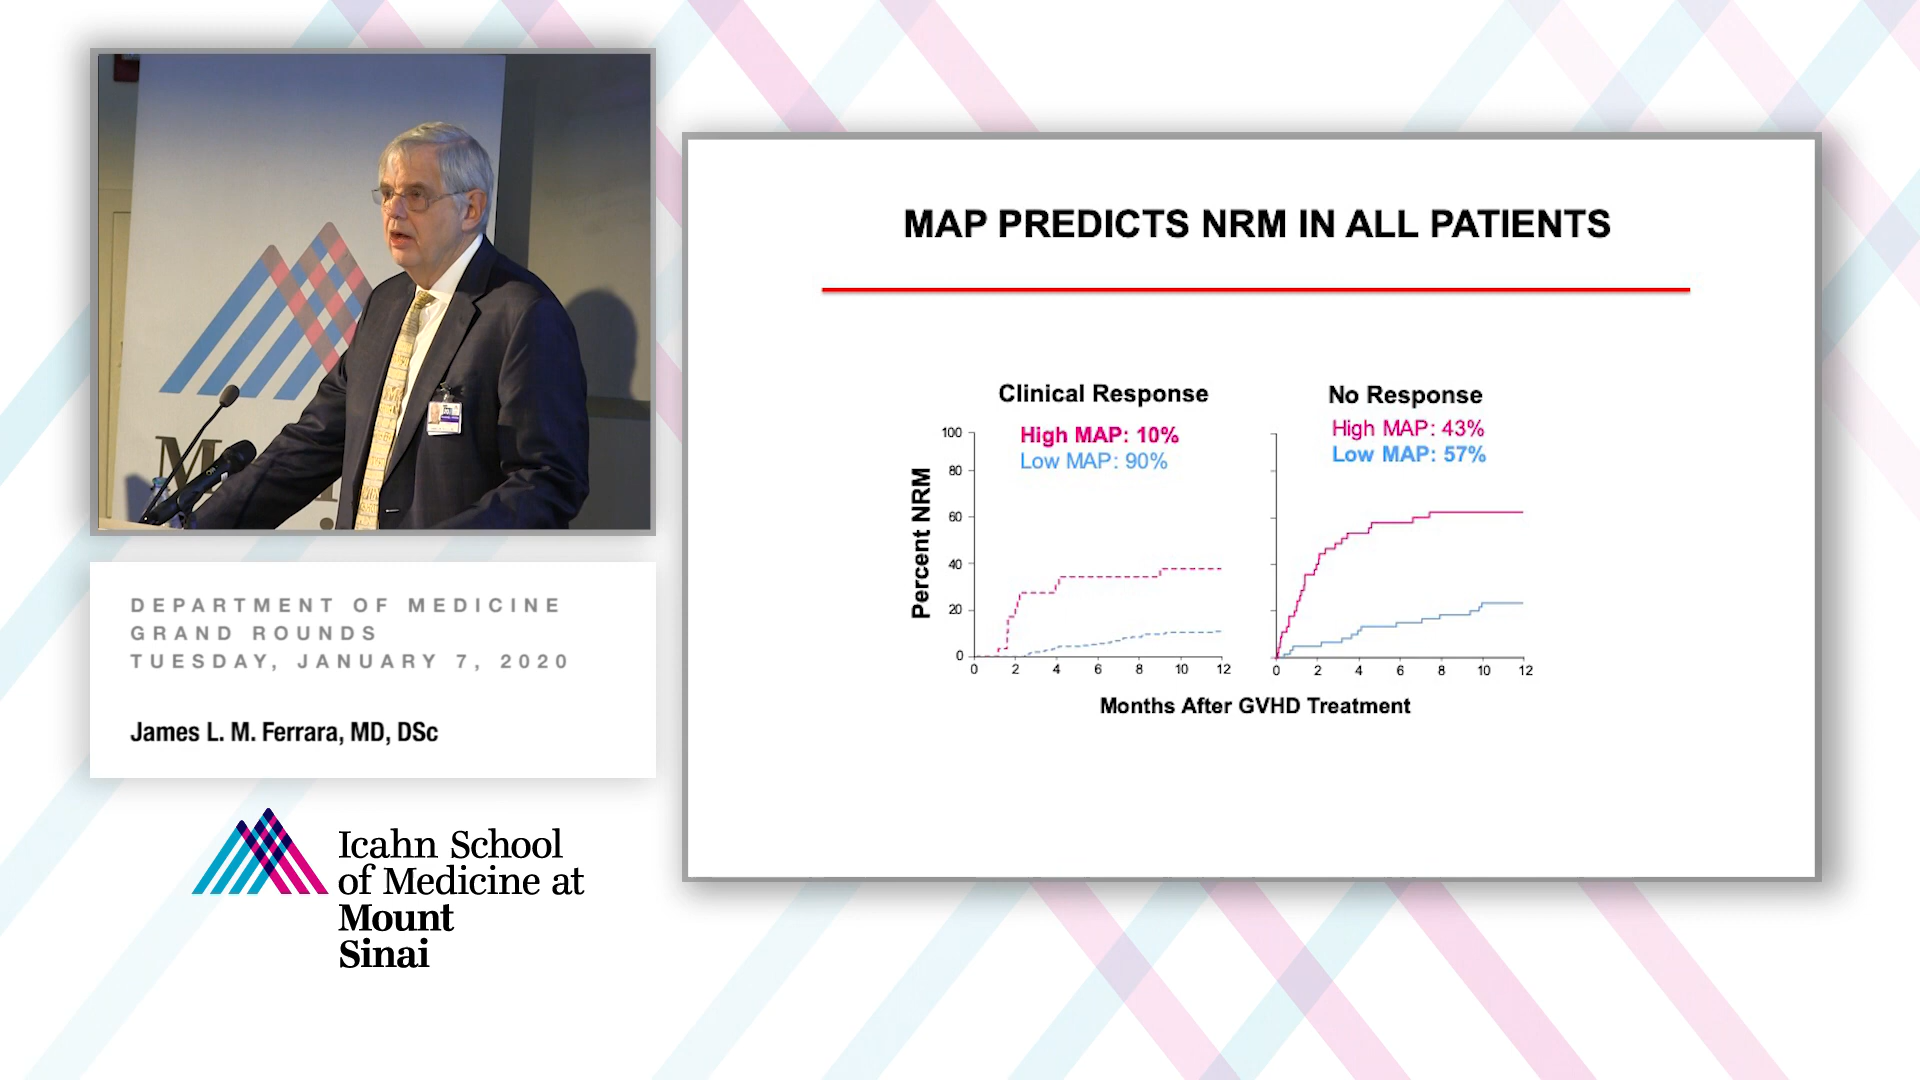 MAP PREDICTS NRM IN ALL PATIENTS
Clinical Response
High MAP: 10%
Low MAP: 90%
No Response
High MAP: 43%
Low MAP: 57%
Percent NRM
100
80
60
40
20
0
0 2 4 6 8 10 12
0 2 4 6 8 10 12
Months After GVHD Treatment
DEPARTMENT OF MEDICINE
GRAND ROUNDS
TUESDAY, JANUARY 7, 2020
James L. M. Ferrara, MD, DSc
Icahn School
of Medicine at
Mount
Sinai